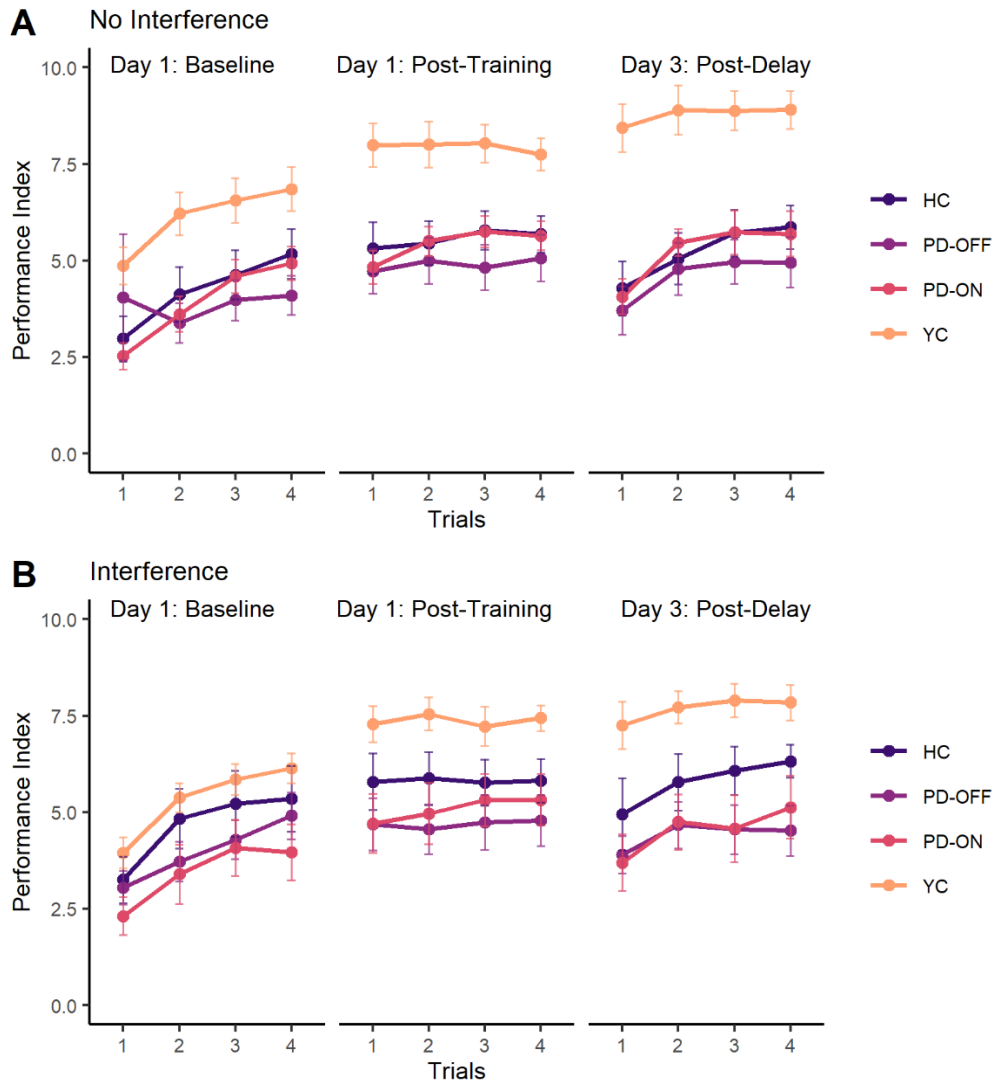 A
No Interference
Day 1: Baseline
Day 1: Post-Training
Day 3: Post-Delay
10.0
7.5
5.0
2.5
0.0
Performance Index
1 2 3 4
1 2 3 4
1 2 3 4
Trials
HC
PD-OFF
PD-ON
YC
B
Interference
Day 1: Baseline
Day 1: Post-Training
Day 3: Post-Delay
10.0
7.5
5.0
2.5
0.0
Performance Index
1 2 3 4
1 2 3 4
1 2 3 4
Trials
HC
PD-OFF
PD-ON
YC